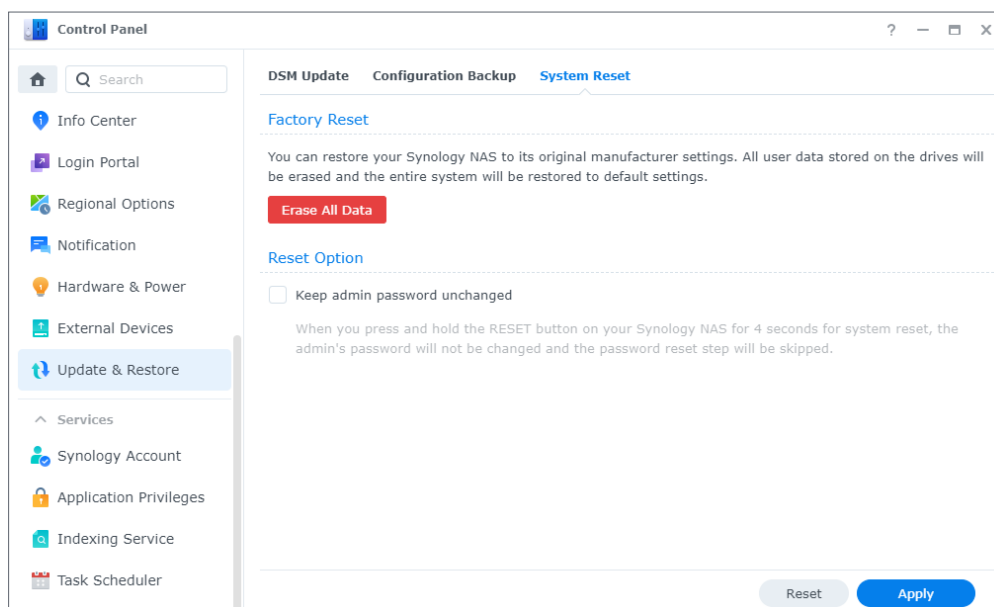 Control Panel
?
Search
Info Center
Login Portal
Regional Options
Notification
Hardware & Power
External Devices
Update & Restore
Services
Synology Account
Application Privileges
Indexing Service
Task Scheduler
DSM Update Configuration Backup System Reset
Factory Reset
You can restore your Synology NAS to its original manufacturer settings. All user data stored on the drives will
be erased and the entire system will be restored to default settings.
Erase All Data
Reset Option
Keep admin password unchanged
When you press and hold the RESET button on your Synology NAS for 4 seconds for system reset, the
admin's password will not be changed and the password reset step will be skipped.
Reset Apply